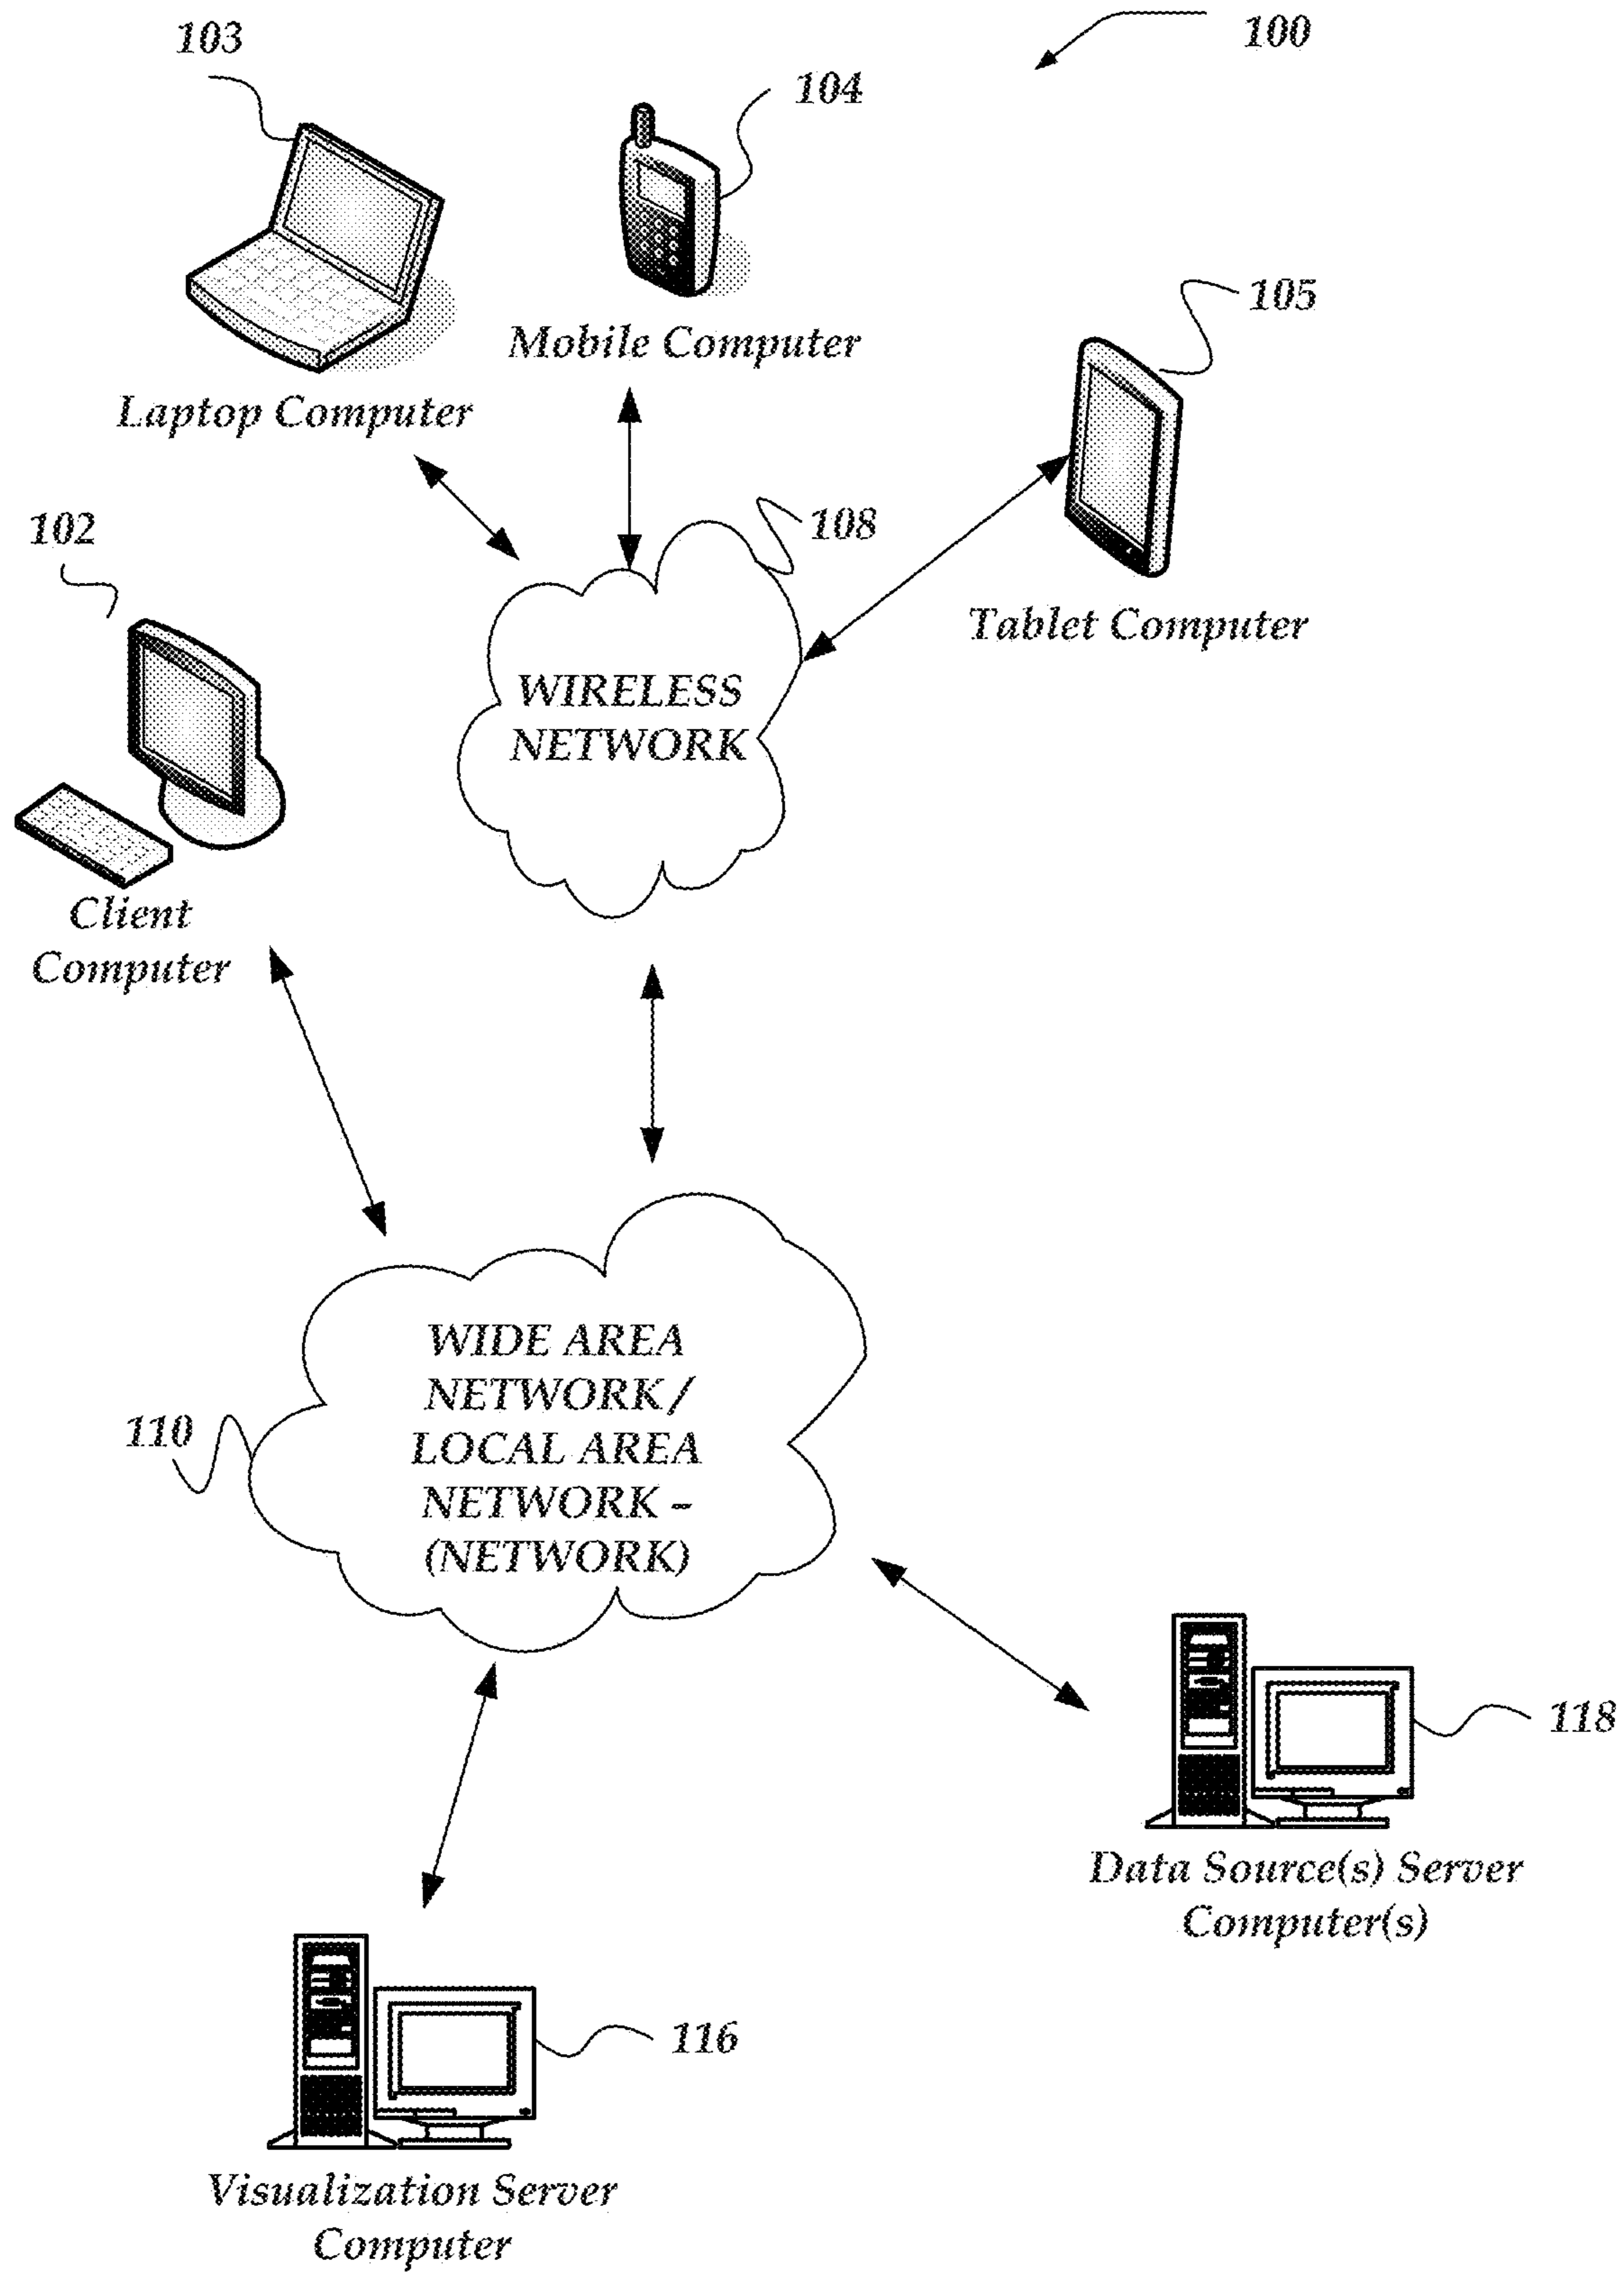 100
103
104
Mobile Computer
105
Laptop Computer
108
102
Tablet Computer
WIRELESS
NETWORK
Client
Computer
WIDE AREA
NETWORK /
LOCAL AREA
NETWORK –
(NETWORK)
110
118
Data Source(s) Server
Computer(s)
116
Visualization Server
Computer